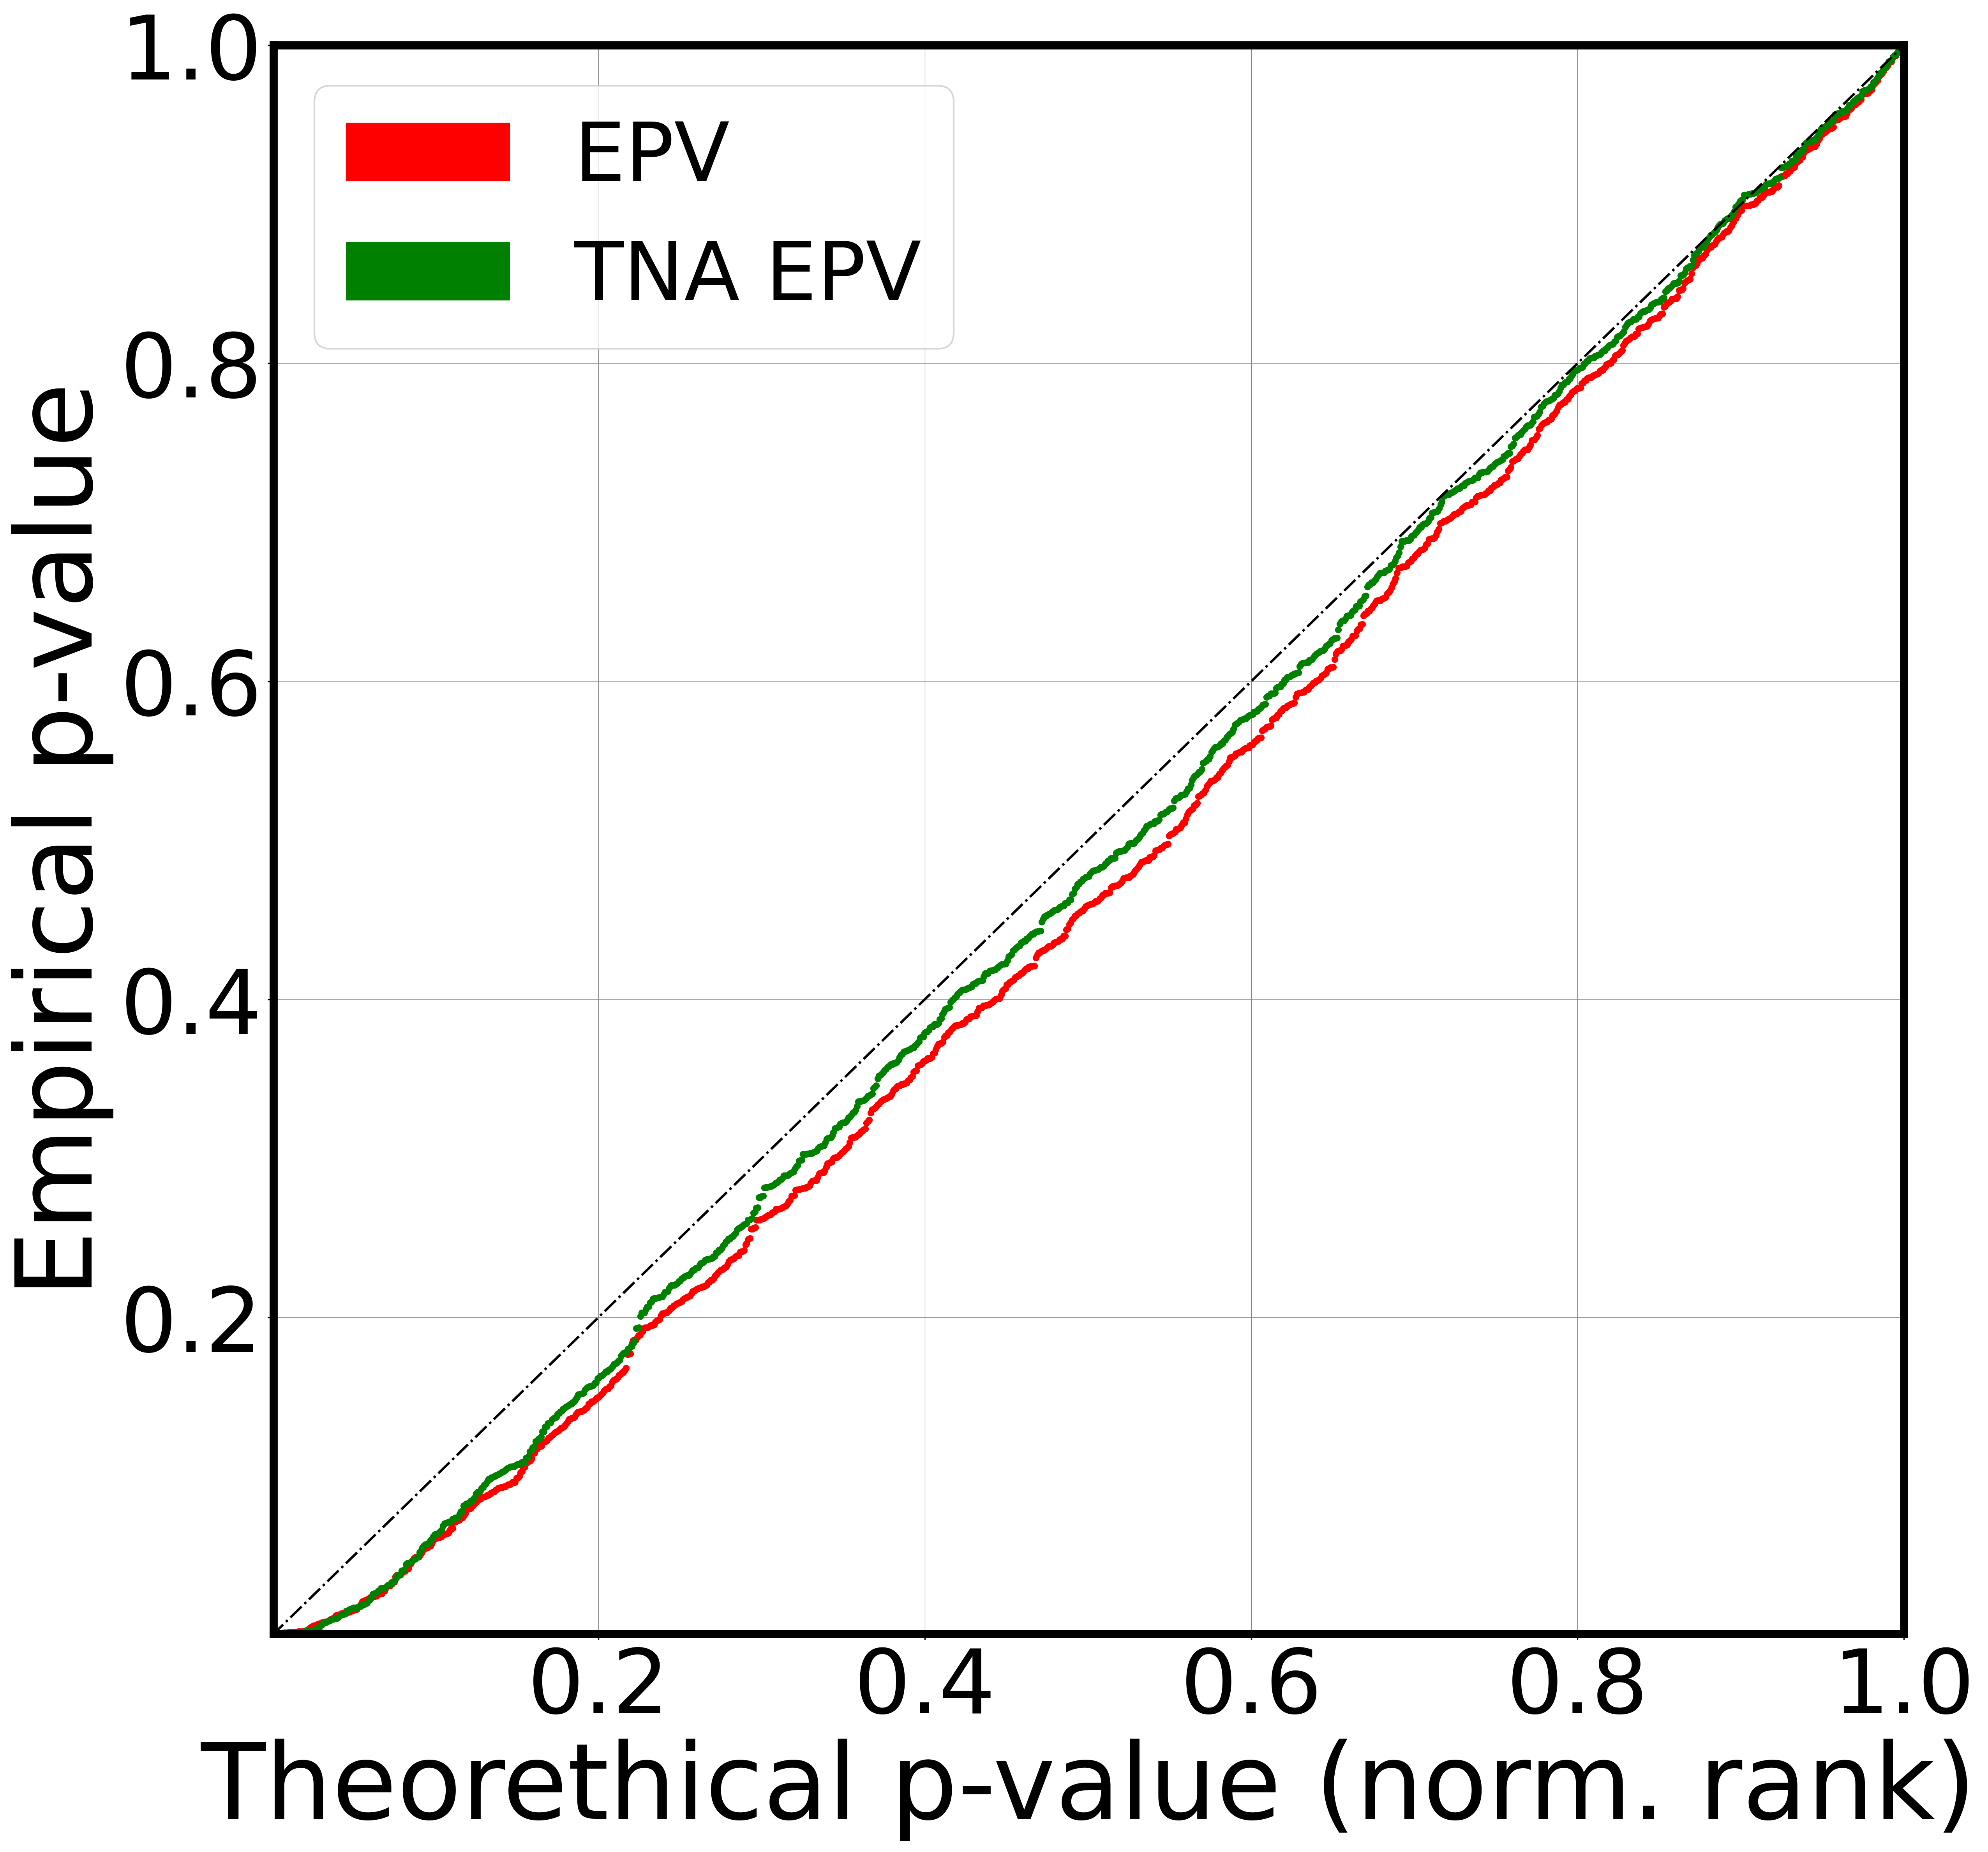 1.0
EPV
TNA EPV
0.8
0.6
0.4
0.2
Empirical p-value
0.2 0.4 0.6 0.8 1.0
Theorethical p-value (norm. rank)